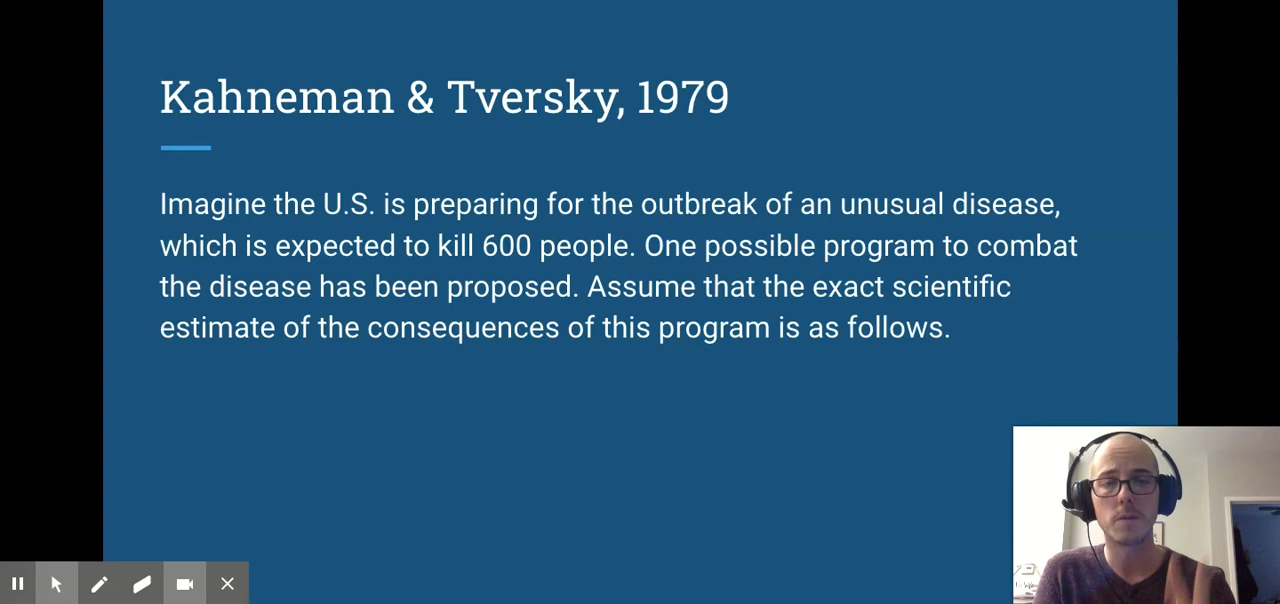 Kahneman & Tversky, 1979
Imagine the U.S. is preparing for the outbreak of an unusual disease,
which is expected to kill 600 people. One possible program to combat
the disease has been proposed. Assume that the exact scientific
estimate of the consequences of this program is as follows.